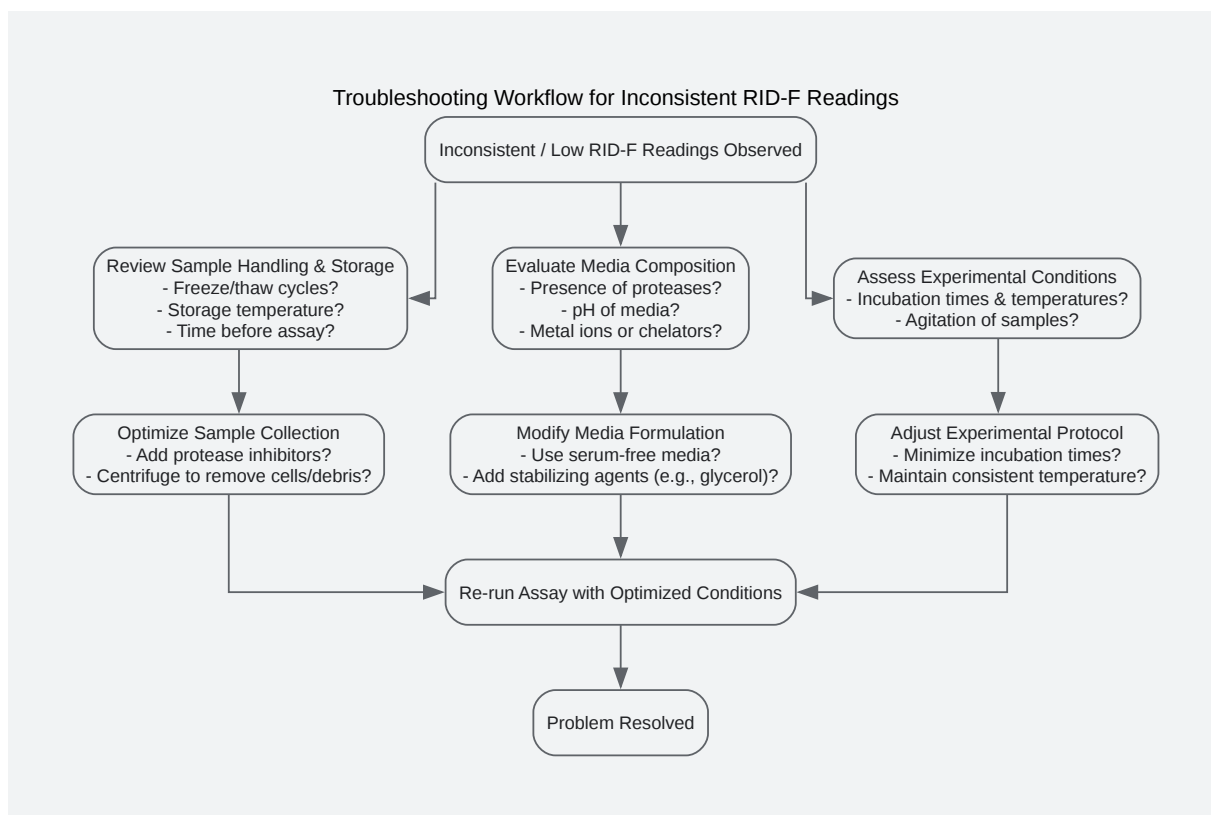 Troubleshooting Workflow for Inconsistent RID-F Readings
Inconsistent / Low RID-F Readings Observed
Review Sample Handling & Storage
- Freeze/thaw cycles?
- Storage temperature?
- Time before assay?
Evaluate Media Composition
- Presence of proteases?
- pH of media?
- Metal ions or chelators?
Assess Experimental Conditions
- Incubation times & temperatures?
- Agitation of samples?
Optimize Sample Collection
- Add protease inhibitors?
- Centrifuge to remove cells/debris?
Modify Media Formulation
- Use serum-free media?
- Add stabilizing agents (e.g., glycerol)?
Adjust Experimental Protocol
- Minimize incubation times?
- Maintain consistent temperature?
Re-run Assay with Optimized Conditions
Problem Resolved